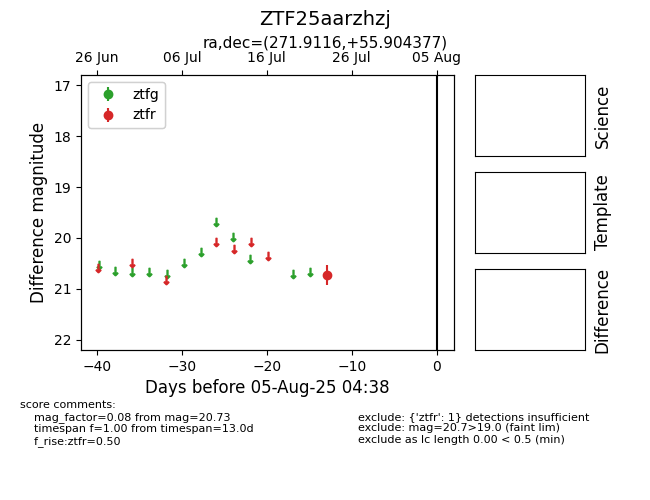 ZTF25aarzhzj
ra,dec=(271.9116,+55.904377)
26 Jun 06 Jul 16 Jul 26 Jul 05 Aug
ztfg
ztfr
17
18
19
20
21
22
Difference magnitude
−40 −30 −20 −10 0
Days before 05-Aug-25 04:38
Science
Template
Difference
score comments:
mag_factor=0.08 from mag=20.73
timespan f=1.00 from timespan=13.0d
f_rise:ztfr=0.50
exclude: {'ztfr': 1} detections insufficient
exclude: mag=20.7>19.0 (faint lim)
exclude as lc length 0.00 < 0.5 (min)